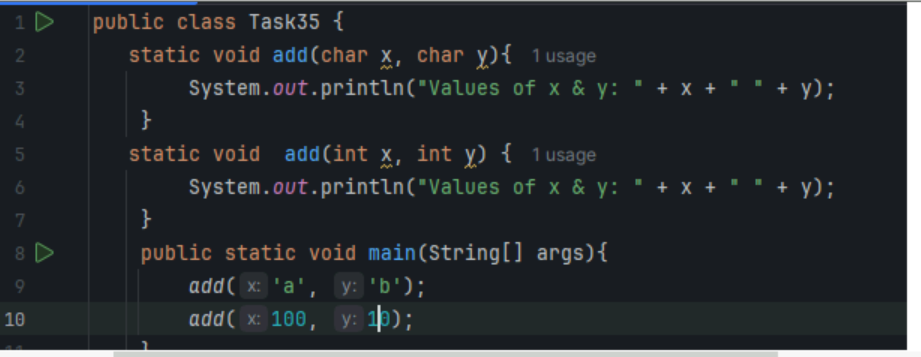 1 public class Task35 {
2 static void add(char x, char y){ 1 usage
3 System.out.println("Values of x & y: " + x + " " + y);
4 }
5 static void  add(int x, int y) { 1 usage
6 System.out.println("Values of x & y: " + x + " " + y);
7 }
8 public static void main(String[] args){
9 add( x: 'a', y: 'b');
10 add( x: 100, y: 10);
11 }